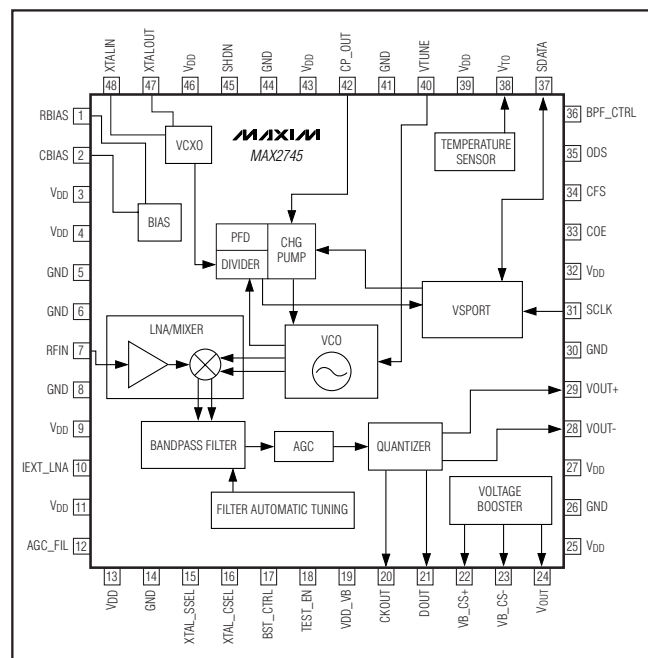 XTALIN
XTALOUT
VDD
SHDN
GND
VDD
CP_OUT
GND
VTUNE
VDD
VTO
SDATA
48
47
46
45
44
43
42
41
40
39
38
37
RBIAS 1
CBIAS 2
VDD 3
VDD 4
GND 5
GND 6
RFIN 7
GND 8
VDD 9
IEXT_LNA 10
VDD 11
AGC_FIL 12
MAXIM
MAX2745
VCXO
BIAS
TEMPERATURE
SENSOR
PFD
DIVIDER
CHG
PUMP
VSPORT
LNA/MIXER
VCO
BANDPASS FILTER
AGC
QUANTIZER
FILTER AUTOMATIC TUNING
VOLTAGE
BOOSTER
36 BPF_CTRL
35 ODS
34 CFS
33 COE
32 VDD
31 SCLK
30 GND
29 VOUT+
28 VOUT-
27 VDD
26 GND
25 VDD
13
14
15
16
17
18
19
20
21
22
23
24
VDD
GND
XTAL_SSEL
XTAL_CSEL
BST_CTRL
TEST_EN
VDD_VB
CKOUT
DOUT
VB_CS+
VB_CS-
VOUT